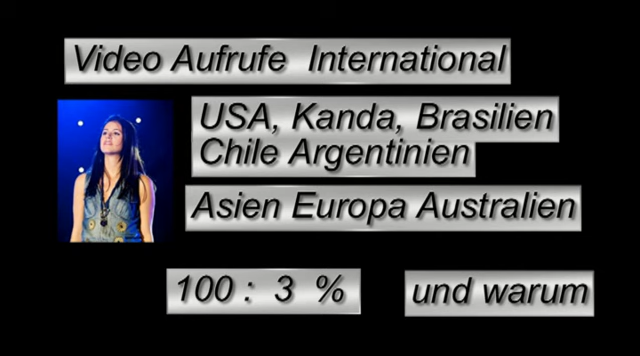 Video Aufrufe International
USA, Kanda, Brasilien
Chile Argentinien
Asien Europa Australien
100 : 3 % und warum